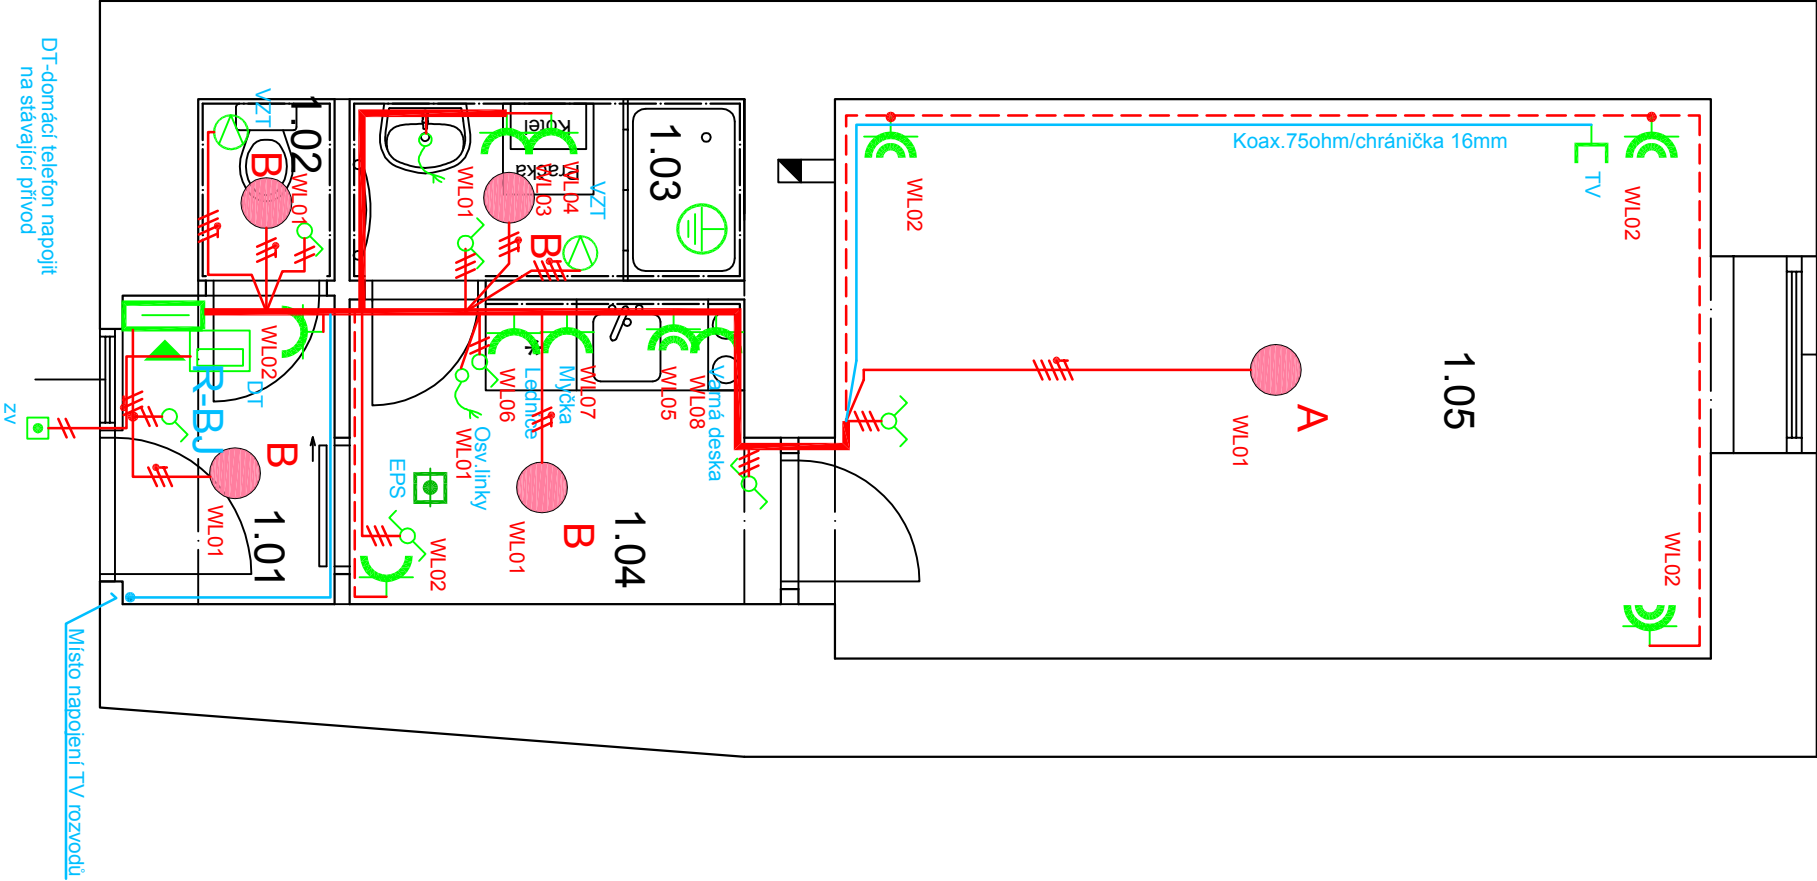 DT-domácí telefon napojit
na stávající přívod
VZT
1.02
B
WL01
WL02
DT
R-BJ
B
WL01
1.01
zv
Místo napojení TV rozvodů
Kotel
Pračka
1.03
WL01
WL03
WL04
VZT
B
Lednice
WL06
Myčka
WL07
WL05
WL08
Varná deska
Osv.linky
WL01
EPS
WL02
WL01
B
1.04
Koax.75ohm/chránička 16mm
WL02
TV
WL02
1.05
A
WL01
WL02